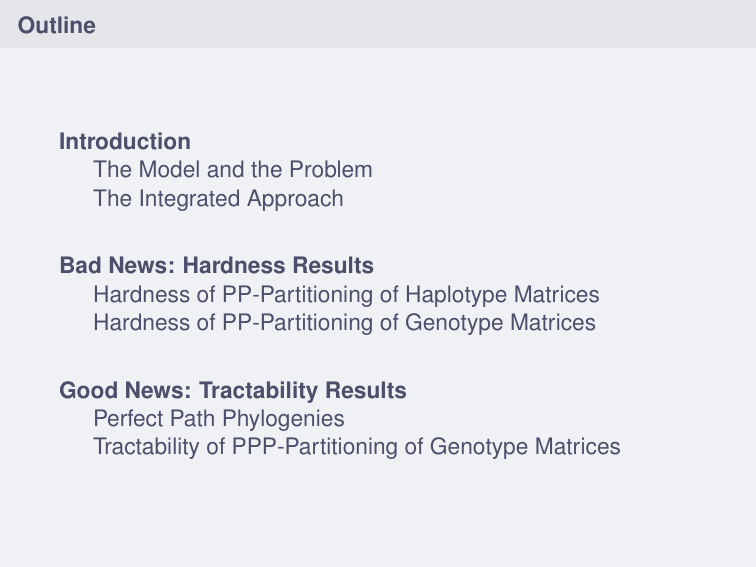 Outline
Introduction
The Model and the Problem
The Integrated Approach
Bad News: Hardness Results
Hardness of PP-Partitioning of Haplotype Matrices
Hardness of PP-Partitioning of Genotype Matrices
Good News: Tractability Results
Perfect Path Phylogenies
Tractability of PPP-Partitioning of Genotype Matrices